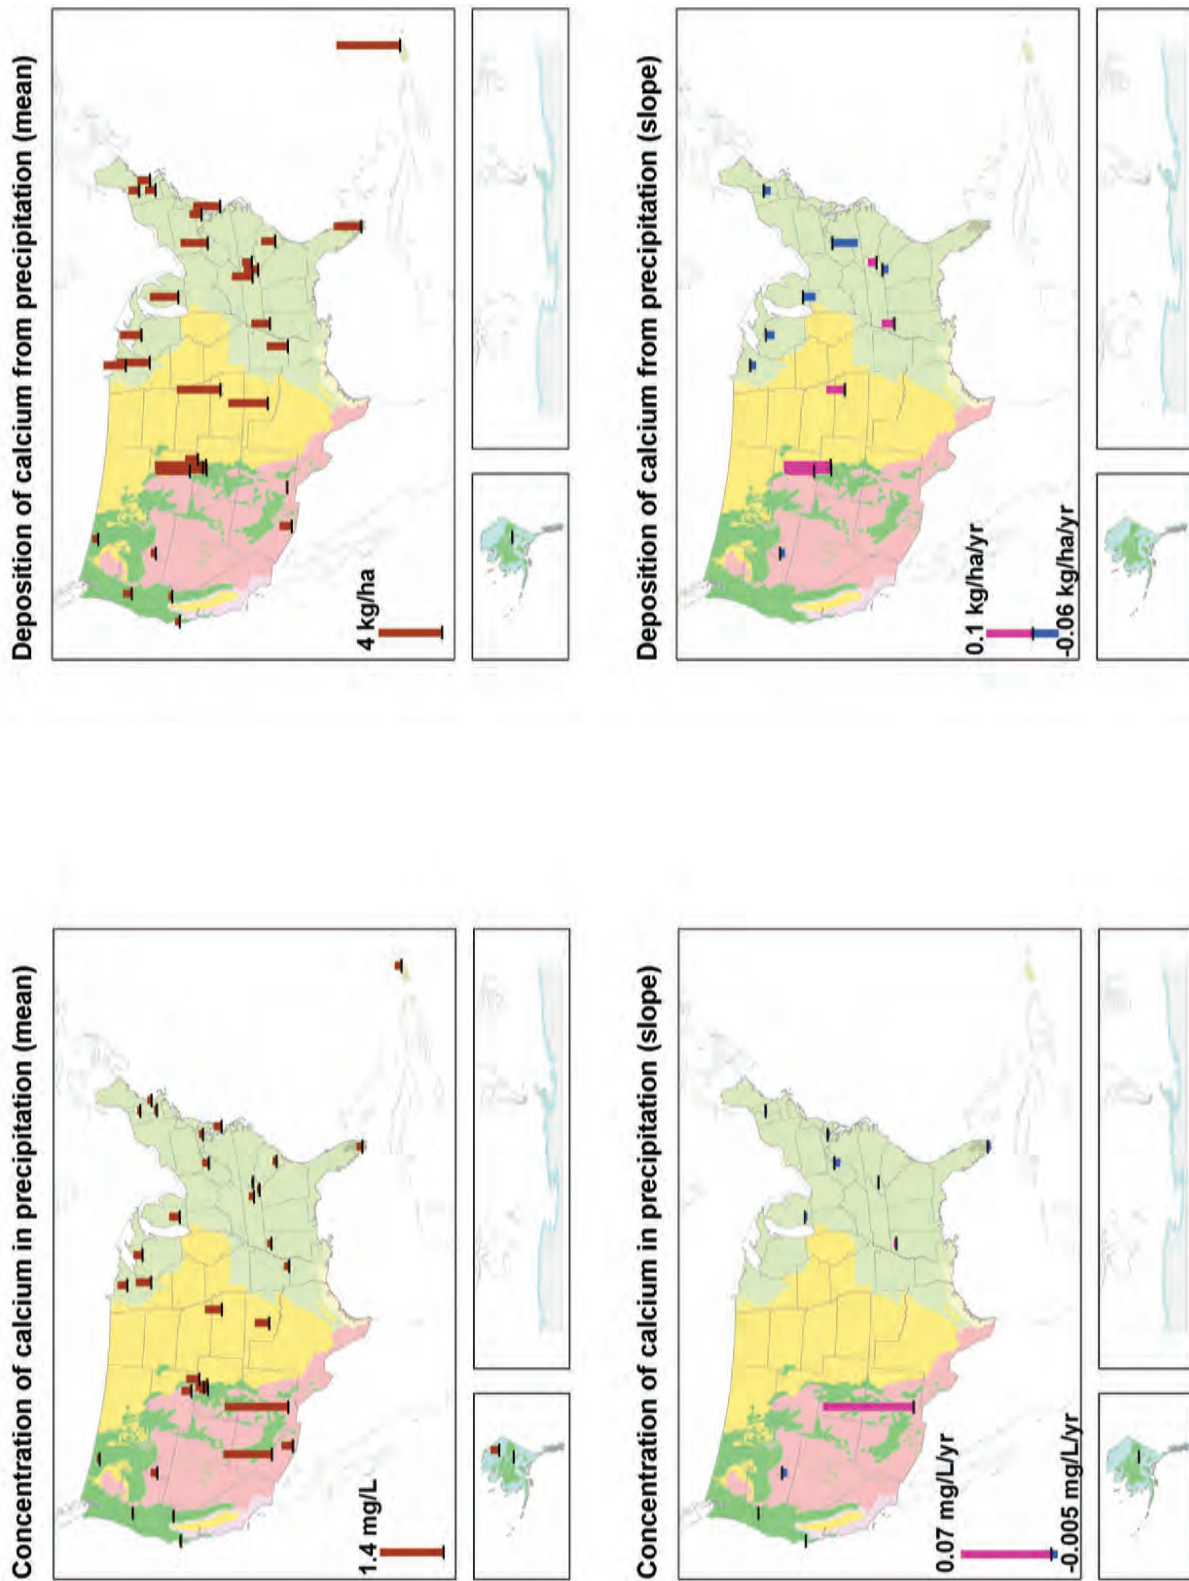 Concentration of calcium in precipitation (mean)
1.4 mg/L
Deposition of calcium from precipitation (mean)
4 kg/ha
Concentration of calcium in precipitation (slope)
0.07 mg/L/yr
-0.005 mg/L/yr
Deposition of calcium from precipitation (slope)
0.1 kg/ha/yr
-0.06 kg/ha/yr